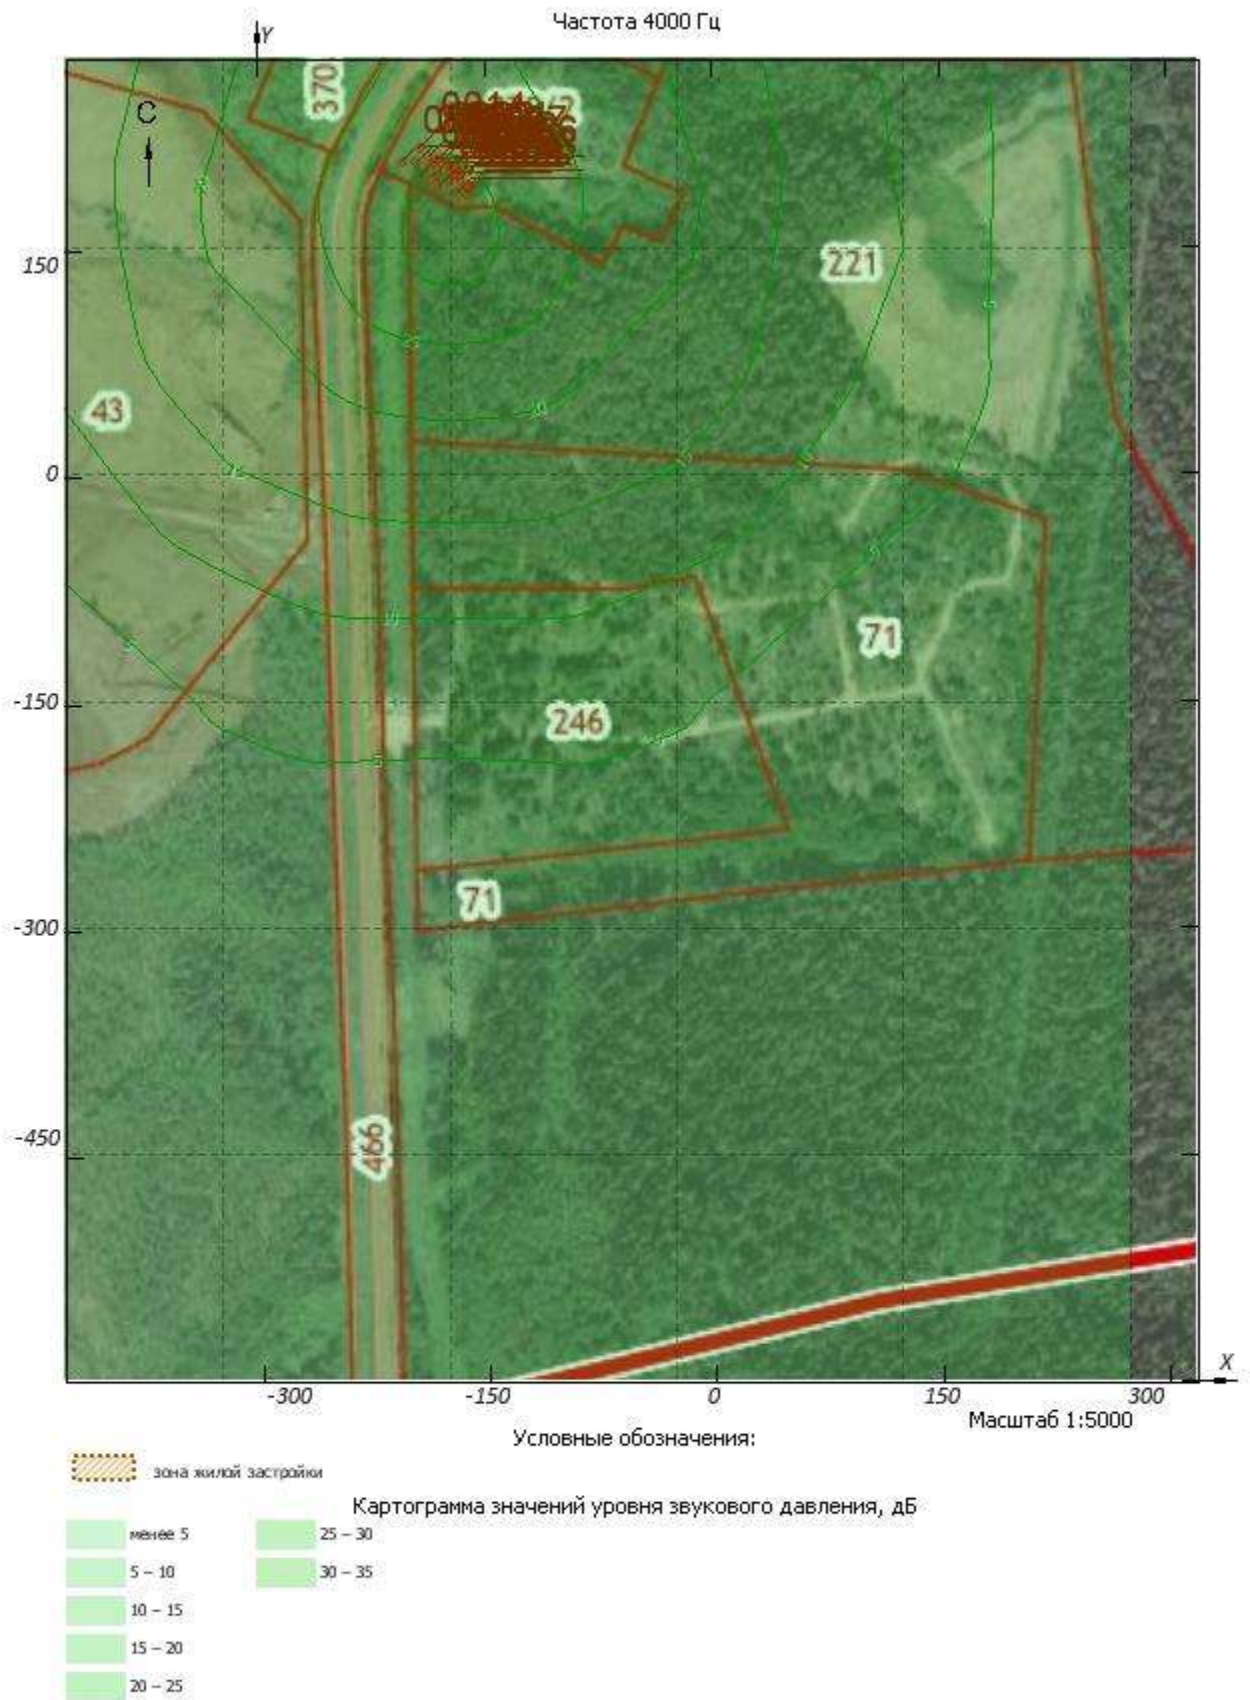 Частота 4000 Гц
Y
С
370
150
221
43
0
71
-150
246
71
-300
-450
466
X
-300 -150 0 150 300
Масштаб 1:5000
Условные обозначения:
зона жилой застройки
Картограмма значений уровня звукового давления, дБ
менее 5 25 – 30
5 – 10 30 – 35
10 – 15
15 – 20
20 – 25